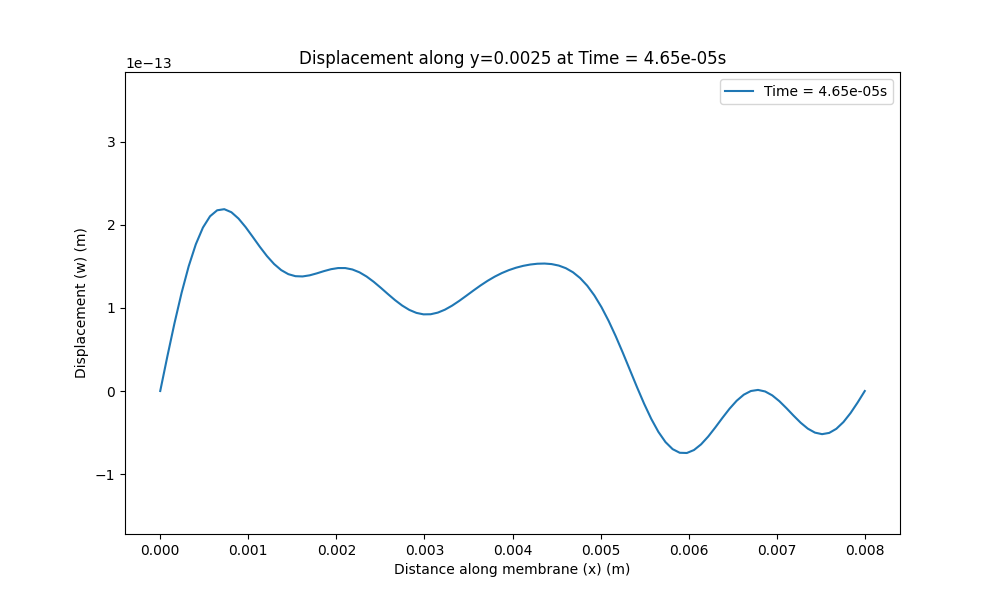 Displacement along y=0.0025 at Time = 4.65e-05s
1e−13
Time = 4.65e-05s
3
2
1
0
−1
Displacement (w) (m)
0.000 0.001 0.002 0.003 0.004 0.005 0.006 0.007 0.008
Distance along membrane (x) (m)